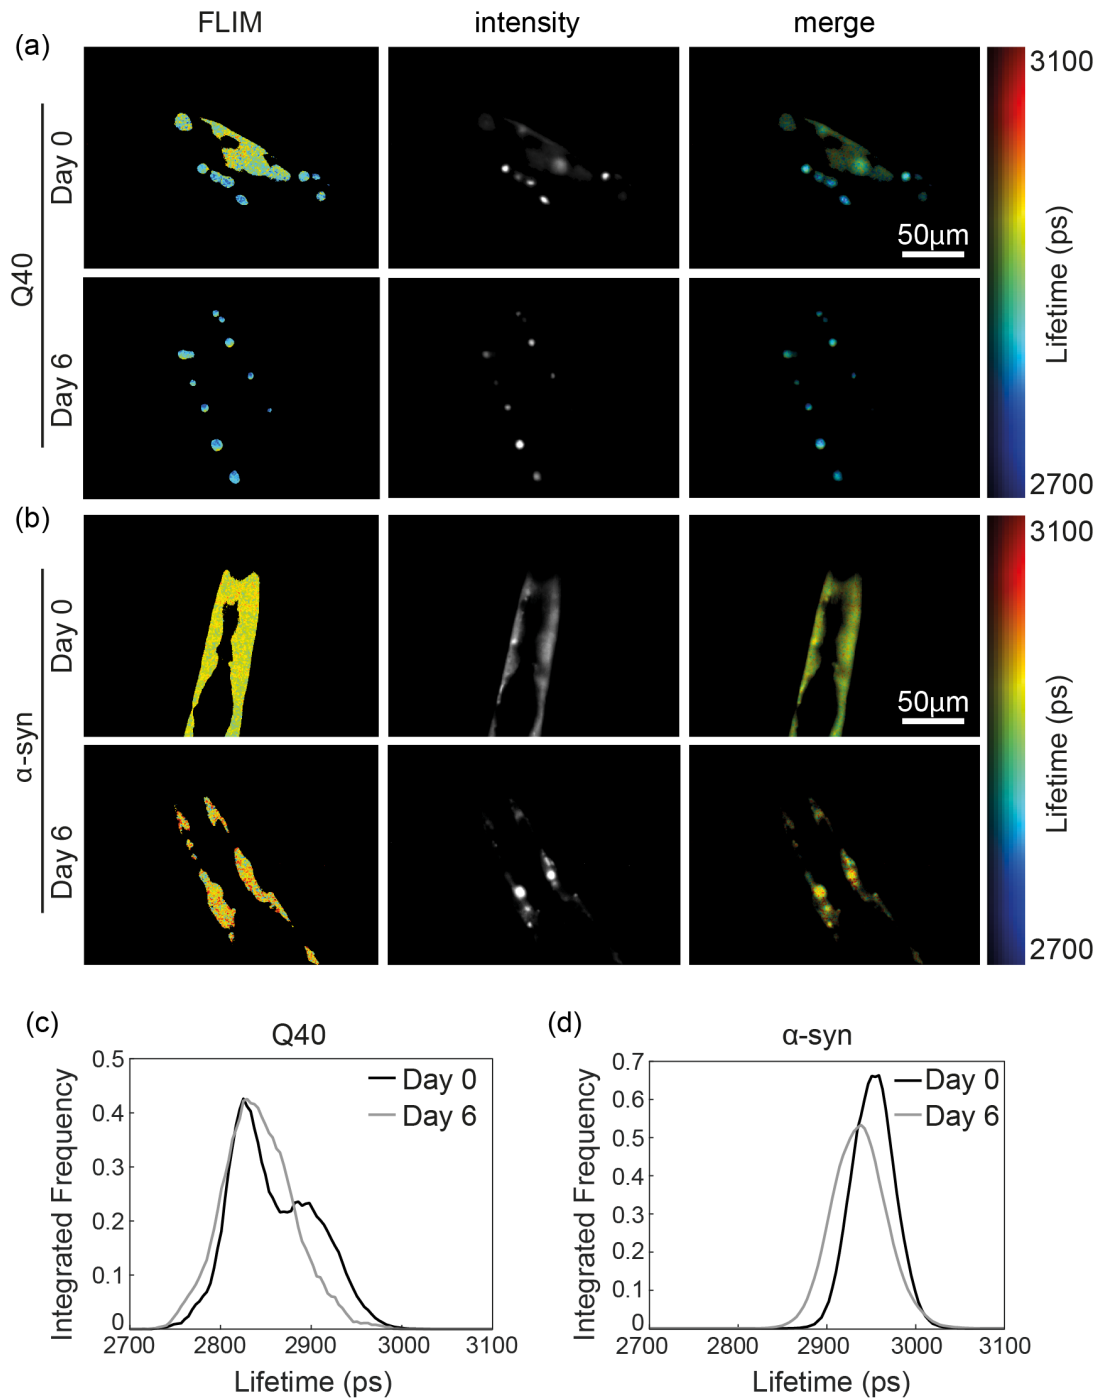 FLIM intensity merge
(a)
3100
Day 0
50μm
Q40
Day 6
Lifetime (ps)
2700
(b)
3100
Day 0
50μm
α-syn
Day 6
Lifetime (ps)
2700
(c) Q40
0.5
0.4
0.3
0.2
0.1
0
Integrated Frequency
Day 0
Day 6
2700 2800 2900 3000 3100
Lifetime (ps)
(d) α-syn
0.7
0.6
0.5
0.4
0.3
0.2
0.1
0
Integrated Frequency
Day 0
Day 6
2700 2800 2900 3000 3100
Lifetime (ps)